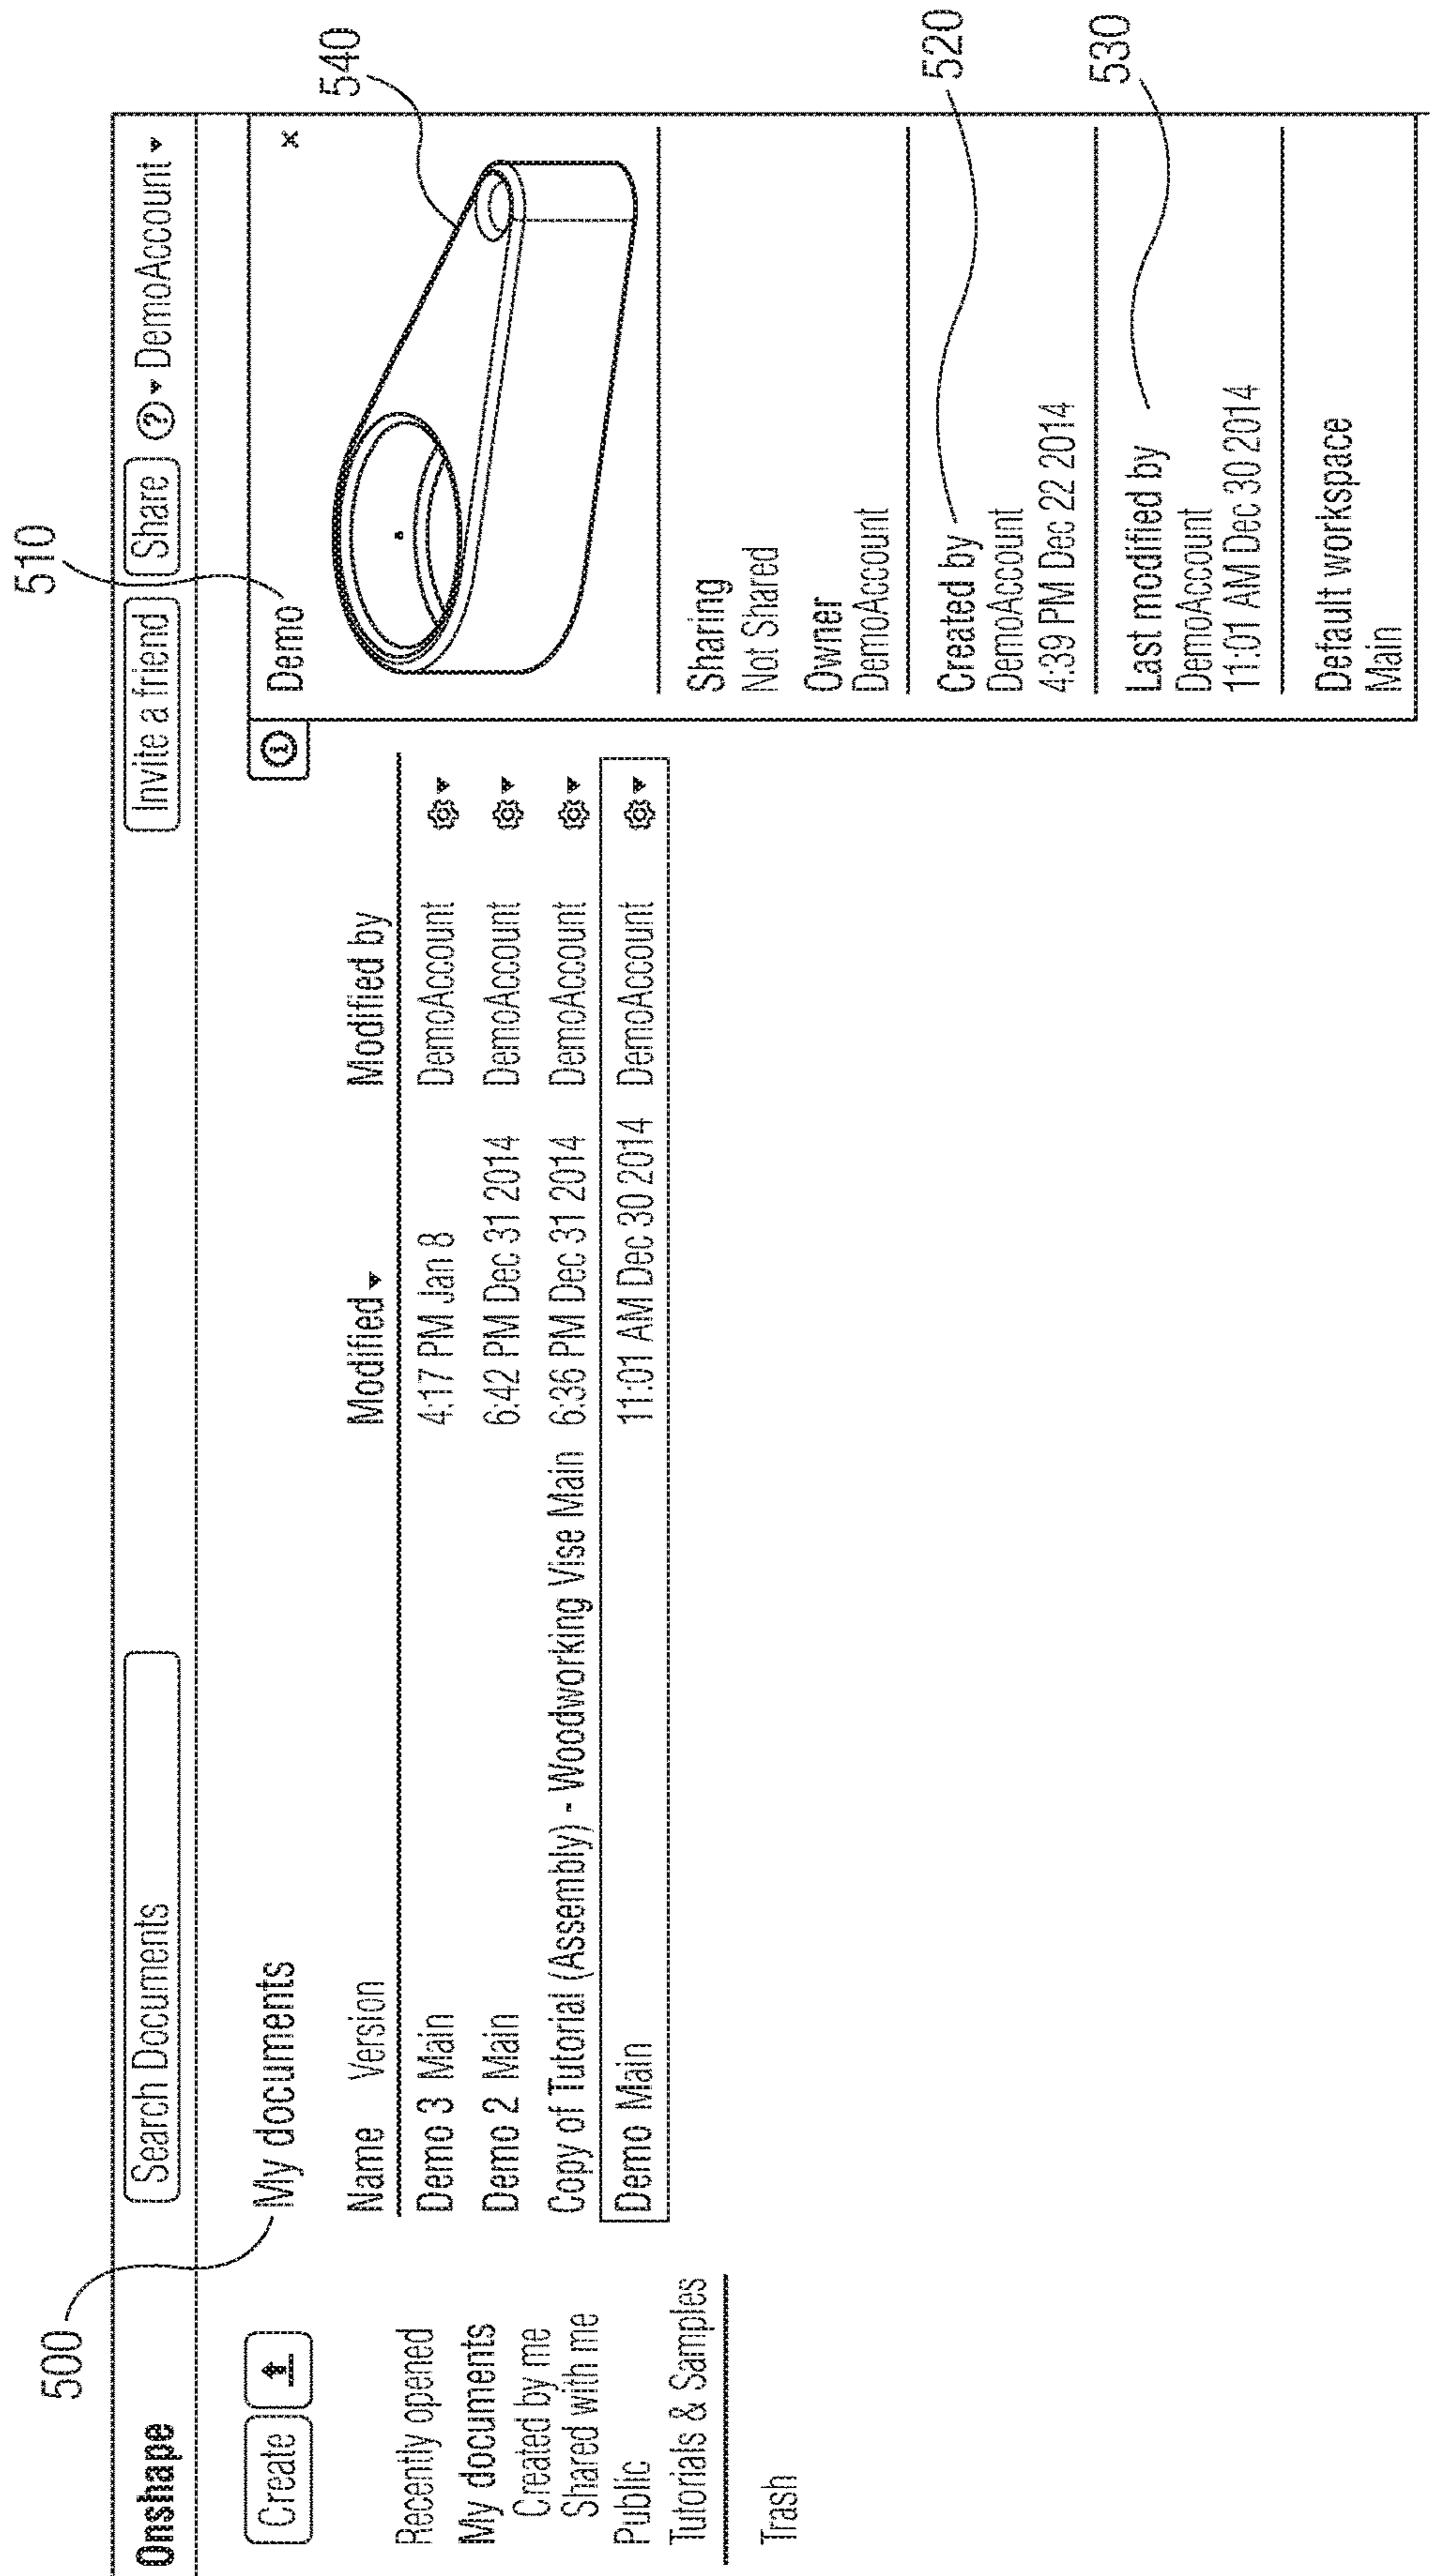 500
510
540
520
530
Onshape
Search Documents
Invite a friend
Share
? DemoAccount
Create
My documents
Recently opened
My documents
Created by me
Shared with me
Public
Tutorials & Samples
Trash
Name Version Modified Modified by
Demo 3 Main 4:17 PM Jan 8 DemoAccount
Demo 2 Main 6:42 PM Dec 31 2014 DemoAccount
Copy of Tutorial (Assembly) - Woodworking Vise Main 6:36 PM Dec 31 2014 DemoAccount
Demo Main 11:01 AM Dec 30 2014 DemoAccount
i
Demo x
Sharing
Not Shared
Owner
DemoAccount
Created by
DemoAccount
4:39 PM Dec 22 2014
Last modified by
DemoAccount
11:01 AM Dec 30 2014
Default workspace
Main